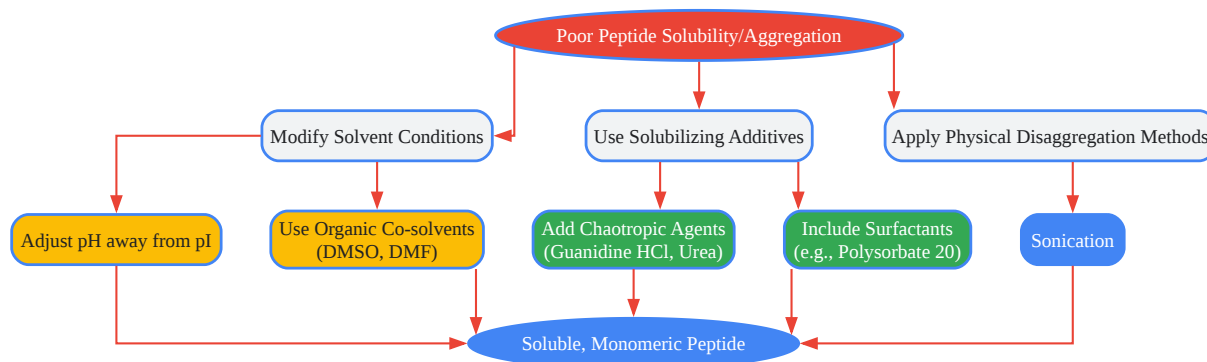 Poor Peptide Solubility/Aggregation
Modify Solvent Conditions
Use Solubilizing Additives
Apply Physical Disaggregation Methods
Adjust pH away from pI
Use Organic Co-solvents
(DMSO, DMF)
Add Chaotropic Agents
(Guanidine HCl, Urea)
Include Surfactants
(e.g., Polysorbate 20)
Sonication
Soluble, Monomeric Peptide